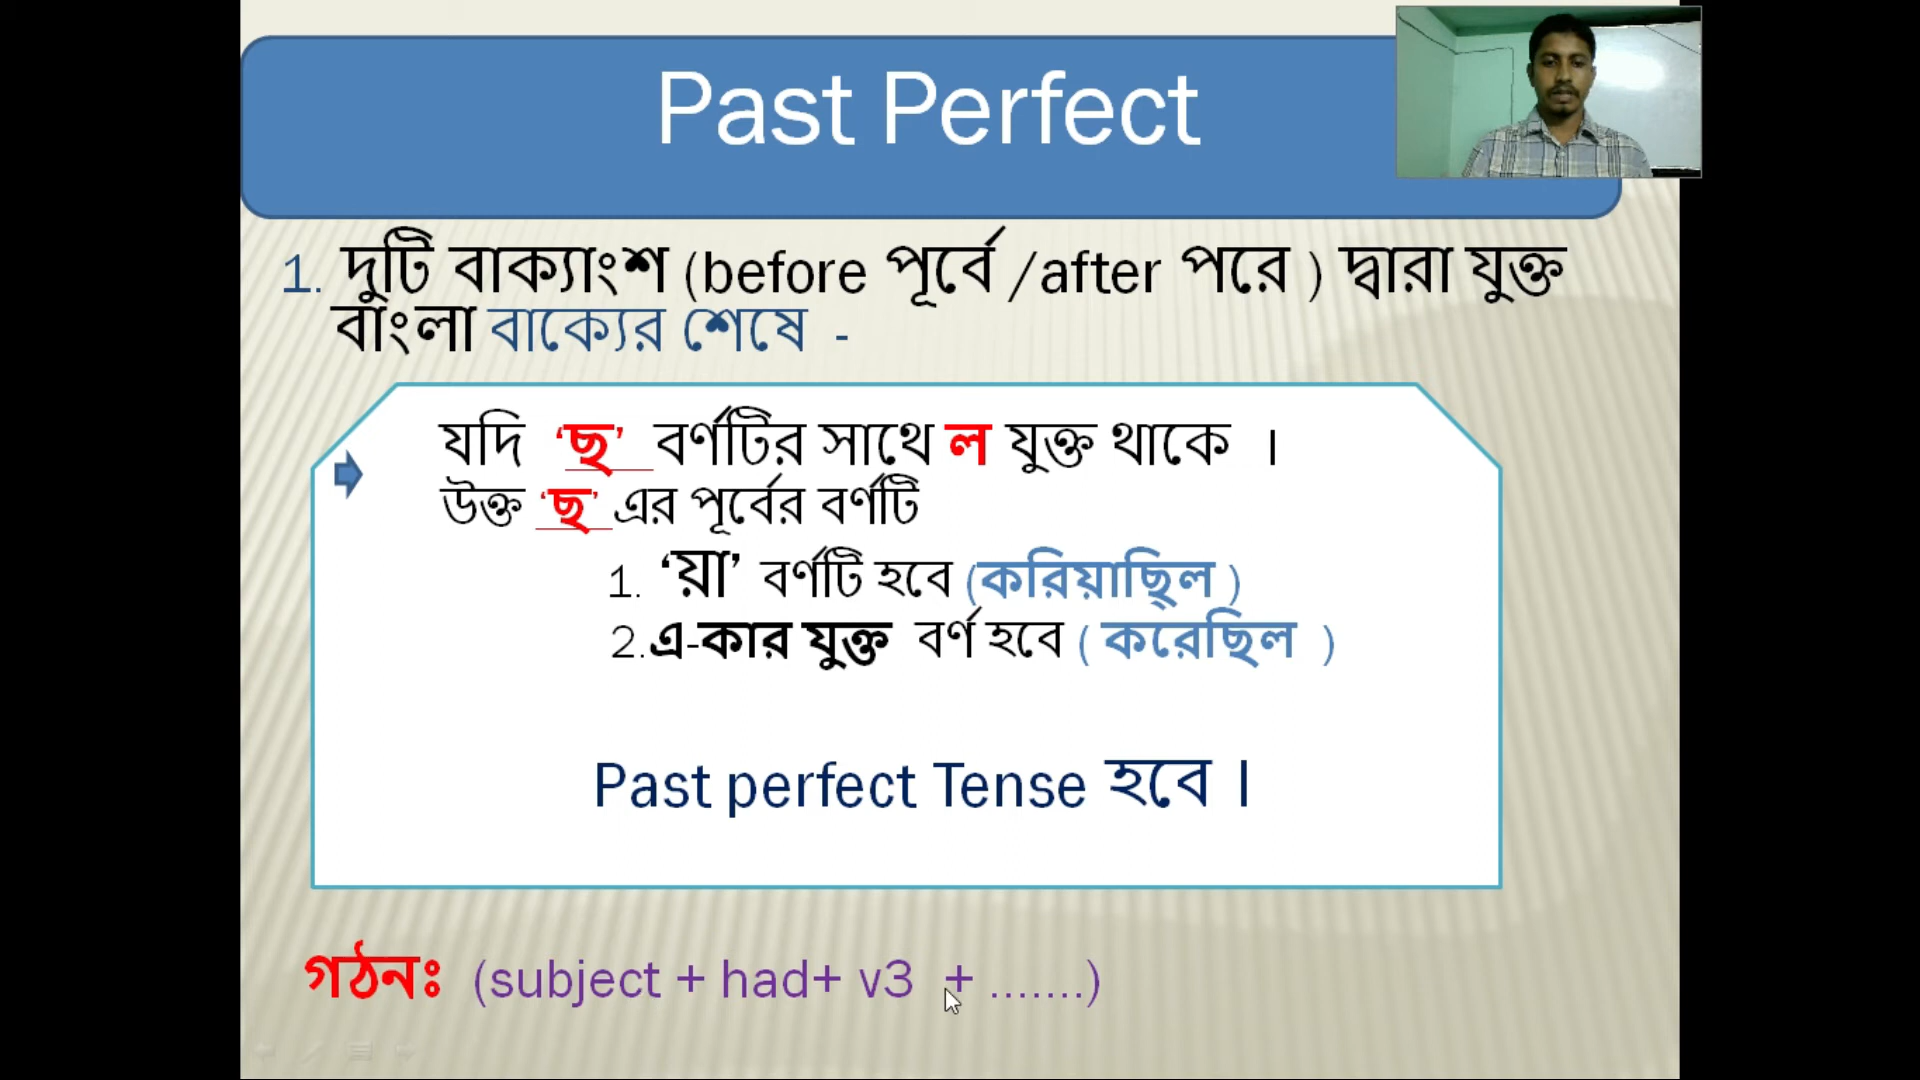 Past Perfect
1. দুটি বাক্যাংশ (before পূর্বে /after পরে ) দ্বারা যুক্ত
বাংলা বাক্যের শেষে -
যদি ‘ছ’ বর্ণটির সাথে ল যুক্ত থাকে ।
উক্ত ‘ছ’ এর পূর্বের বর্ণটি
1. ‘য়া’ বর্ণটি হবে (করিয়াছিল )
2.এ-কার যুক্ত বর্ণ হবে ( করেছিল )
Past perfect Tense হবে ।
গঠনঃ (subject + had+ v3 + .......)